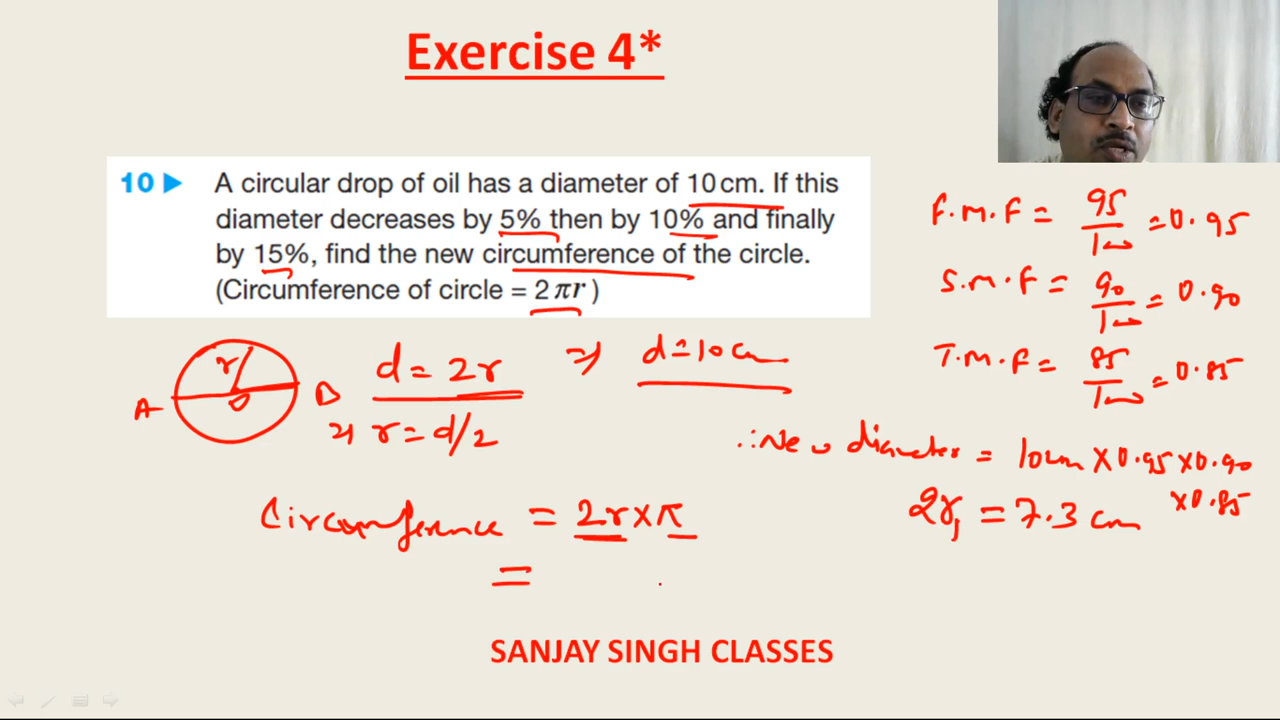 Exercise 4*
10 ▶ A circular drop of oil has a diameter of 10 cm. If this
diameter decreases by 5% then by 10% and finally
by 15%, find the new circumference of the circle.
(Circumference of circle = 2πr)
F.M.F = 95/100 = 0.95
S.M.F = 90/100 = 0.90
T.M.F = 85/100 = 0.85
A r O B
d = 2r ⇒ d = 10 cm
⇒ r = d/2
∴ New diameter = 10cm × 0.95 × 0.90
× 0.85
2r₁ = 7.3 cm
Circumference = 2r × π
=
SANJAY SINGH CLASSES